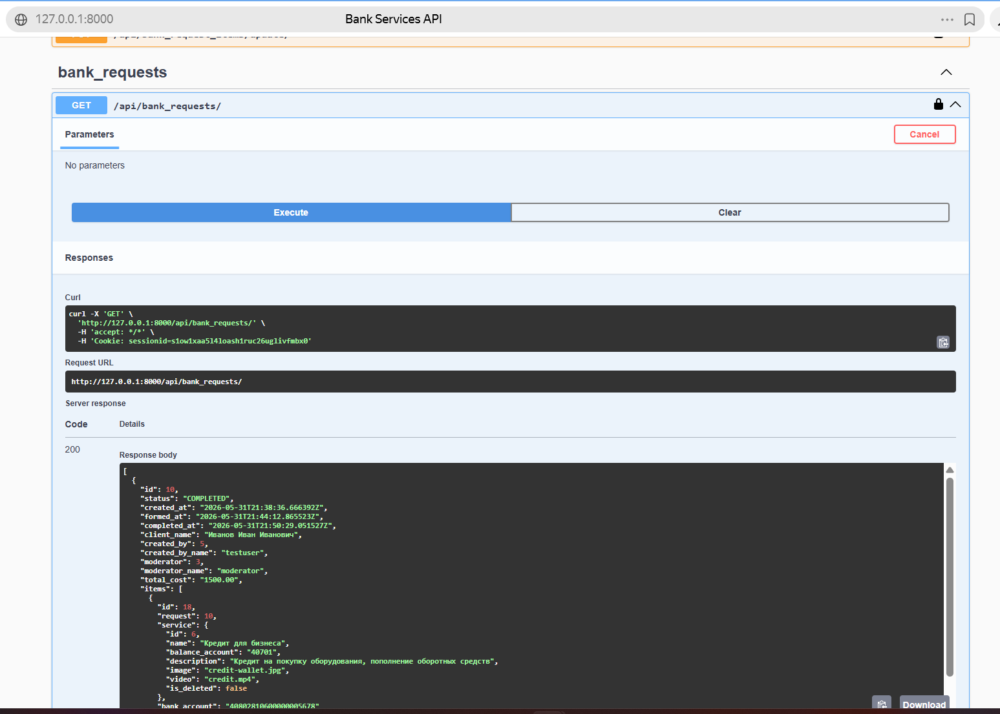 127.0.0.1:8000
Bank Services API
bank_requests
GET
/api/bank_requests/
Parameters
Cancel
No parameters
Execute
Clear
Responses
Curl
curl -X 'GET' \
'http://127.0.0.1:8000/api/bank_requests/' \
-H 'accept: */*' \
-H 'Cookie: sessionid=s1ow1xaa5l4loash1ruc26uglivfmbx0'
Request URL
http://127.0.0.1:8000/api/bank_requests/
Server response
Code
Details
200
Response body
[
{
"id": 10,
"status": "COMPLETED",
"created_at": "2026-05-31T21:38:36.666392Z",
"formed_at": "2026-05-31T21:44:12.865523Z",
"completed_at": "2026-05-31T21:50:29.051527Z",
"client_name": "Иванов Иван Иванович",
"created_by": 5,
"created_by_name": "testuser",
"moderator": 3,
"moderator_name": "moderator",
"total_cost": "1500.00",
"items": [
{
"id": 18,
"request": 10,
"service": {
"id": 6,
"name": "Кредит для бизнеса",
"balance_account": "40701",
"description": "Кредит на покупку оборудования, пополнение оборотных средств",
"image": "credit-wallet.jpg",
"video": "credit.mp4",
"is_deleted": false
},
"bank_account": "40802810600000005678"
Download